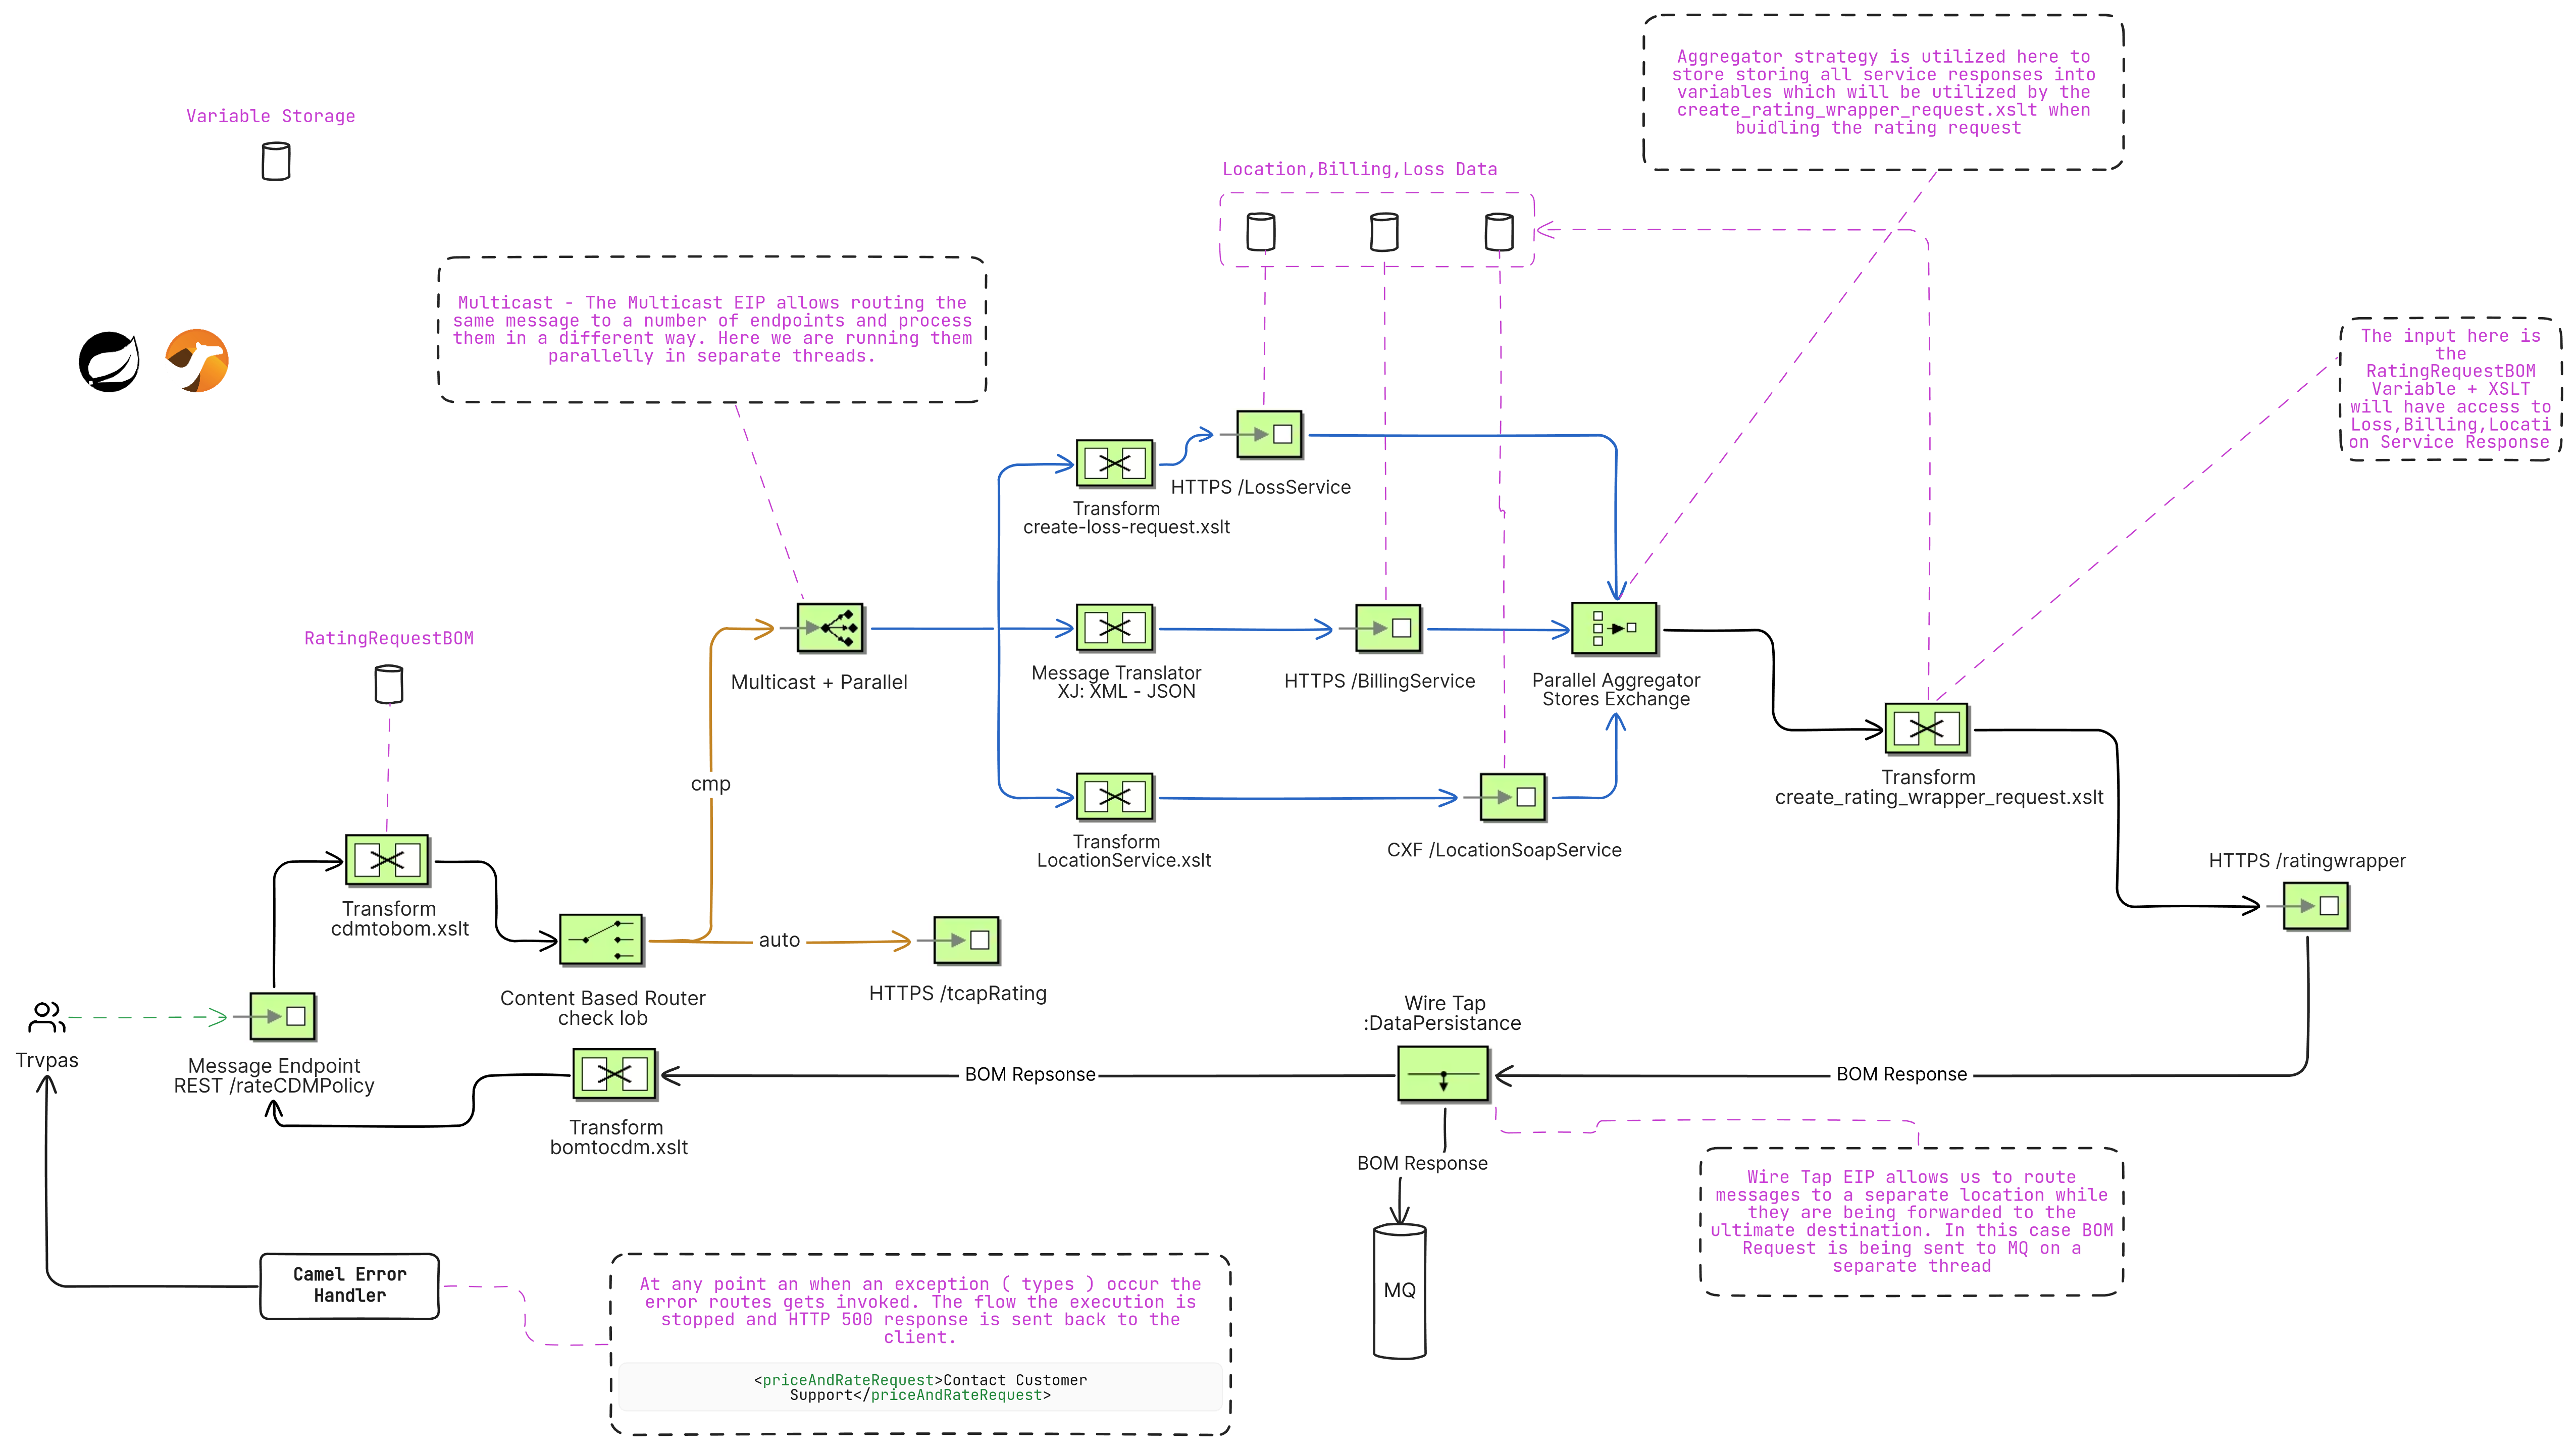 Variable Storage
Aggregator strategy is utilized here to
store storing all service responses into
variables which will be utilized by the
create_rating_wrapper_request.xslt when
buidling the rating request
Location,Billing,Loss Data
Multicast - The Multicast EIP allows routing the
same message to a number of endpoints and process
them in a different way. Here we are running them
parallelly in separate threads.
The input here is
the
RatingRequestBOM
Variable + XSLT
will have access to
Loss,Billing,Locati
on Service Response
HTTPS /LossService
Transform
create-loss-request.xslt
RatingRequestBOM
Multicast + Parallel
Message Translator
XJ: XML - JSON
HTTPS /BillingService
Parallel Aggregator
Stores Exchange
cmp
Transform
create_rating_wrapper_request.xslt
Transform
LocationService.xslt
CXF /LocationSoapService
HTTPS /ratingwrapper
Transform
cdmtobom.xslt
auto
Content Based Router
check lob
HTTPS /tcapRating
Wire Tap
:DataPersistance
Trvpas
Message Endpoint
REST /rateCDMPolicy
BOM Repsonse
BOM Response
Transform
bomtocdm.xslt
BOM Response
Wire Tap EIP allows us to route
messages to a separate location while
they are being forwarded to the
ultimate destination. In this case BOM
Request is being sent to MQ on a
separate thread
MQ
Camel Error
Handler
At any point an when an exception ( types ) occur the
error routes gets invoked. The flow the execution is
stopped and HTTP 500 response is sent back to the
client.
<priceAndRateRequest>Contact Customer
Support</priceAndRateRequest>